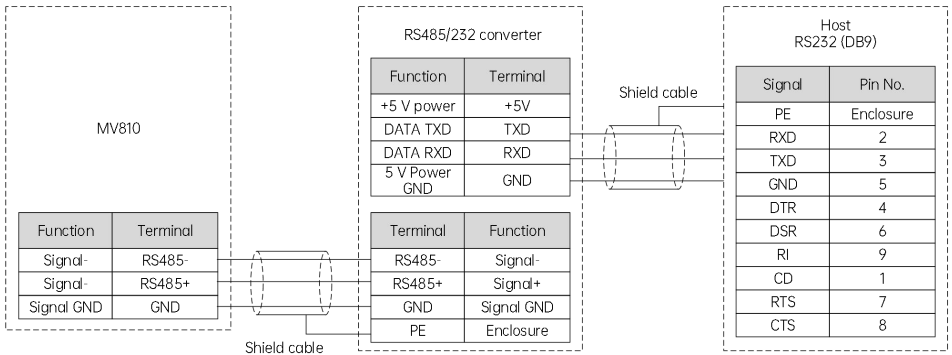 MV810
Function Terminal
Signal- RS485-
Signal- RS485+
Signal GND GND
Shield cable
RS485/232 converter
Function Terminal
+5 V power +5V
DATA TXD TXD
DATA RXD RXD
5 V Power
GND GND
Terminal Function
RS485- Signal-
RS485+ Signal+
GND Signal GND
PE Enclosure
Shield cable
Host
RS232 (DB9)
Signal Pin No.
PE Enclosure
RXD 2
TXD 3
GND 5
DTR 4
DSR 6
RI 9
CD 1
RTS 7
CTS 8